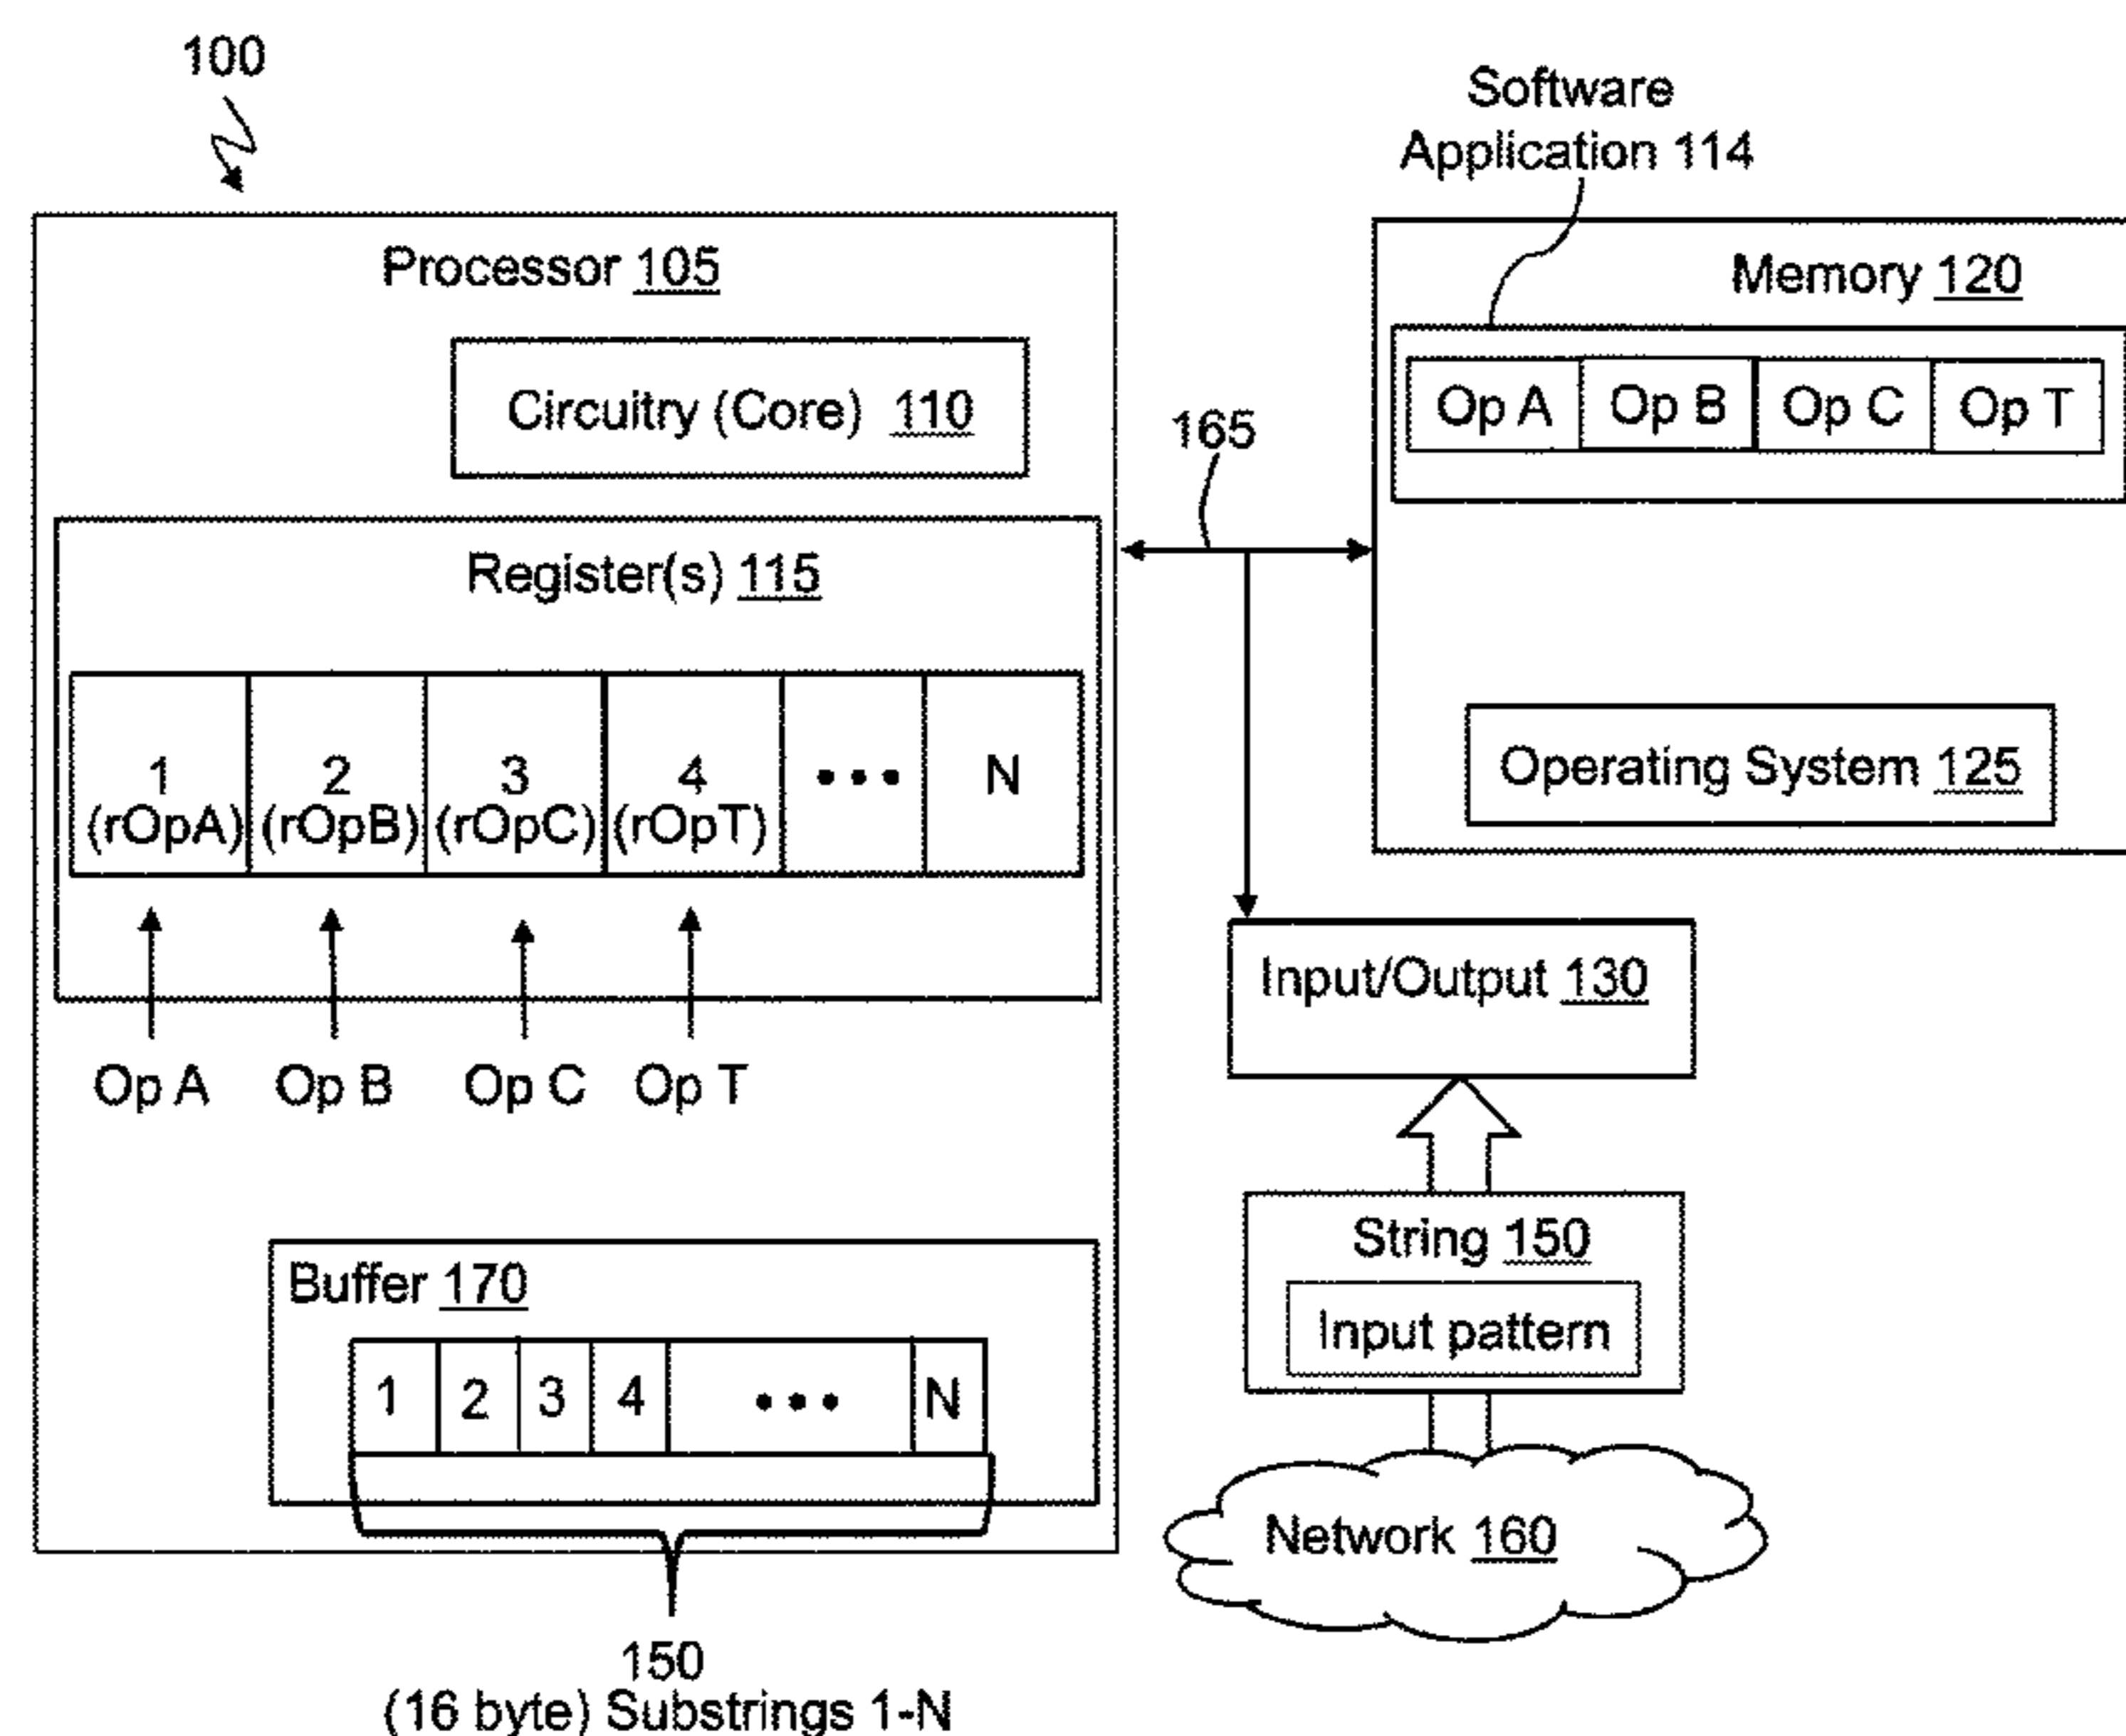 100
Software
Application 114
Processor 105
Memory 120
Circuitry (Core) 110
Op A Op B Op C Op T
165
Register(s) 115
1 2 3 4 ••• N
(rOpA) (rOpB) (rOpC) (rOpT)
Operating System 125
Op A Op B Op C Op T
Input/Output 130
String 150
Input pattern
Buffer 170
1 2 3 4 ••• N
Network 160
150
(16 byte) Substrings 1-N